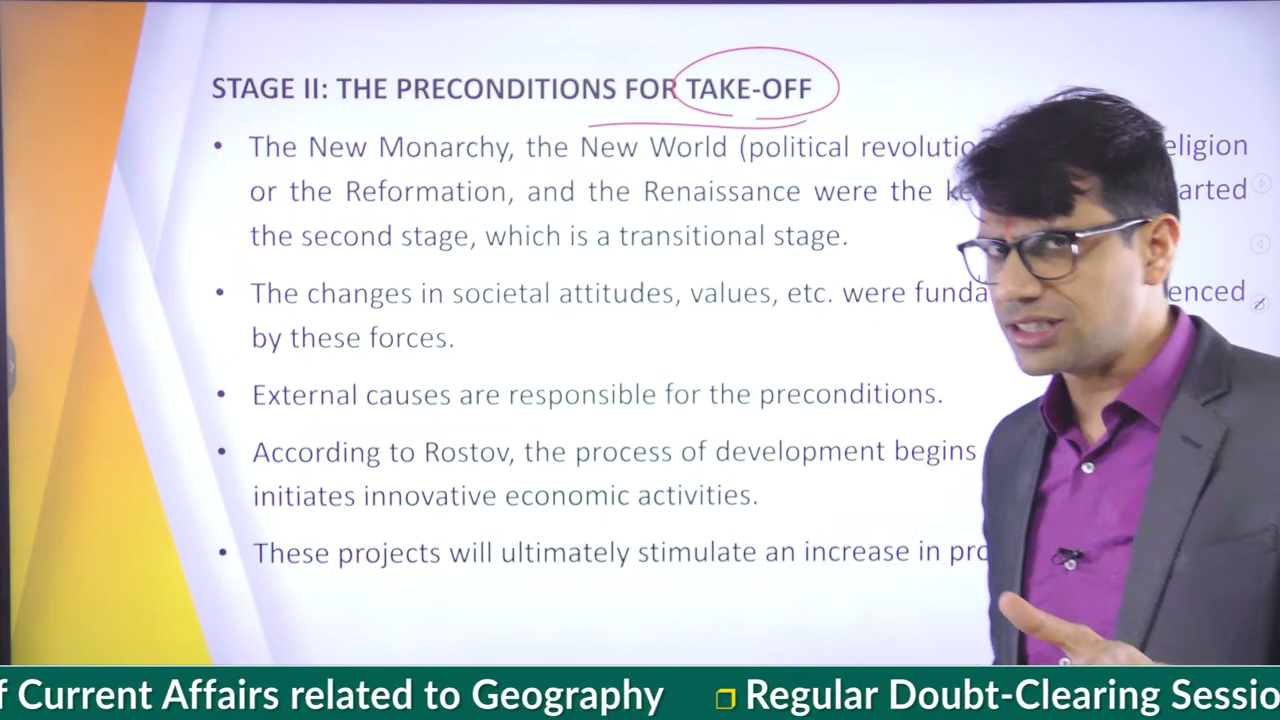 STAGE II: THE PRECONDITIONS FOR TAKE-OFF
• The New Monarchy, the New World (political eligion
or the Reformation, and the Renaissance were the arted
the second stage, which is a transitional stage.
• The changes in societal attitudes, values, etc. were enced
by these forces.
• External causes are responsible for the preconditions.
• According to Rostov, the process of development begins
initiates innovative economic activities.
• These projects will ultimately stimulate an increase in
f Current Affairs related to Geography Regular Doubt-Clearing Sessio